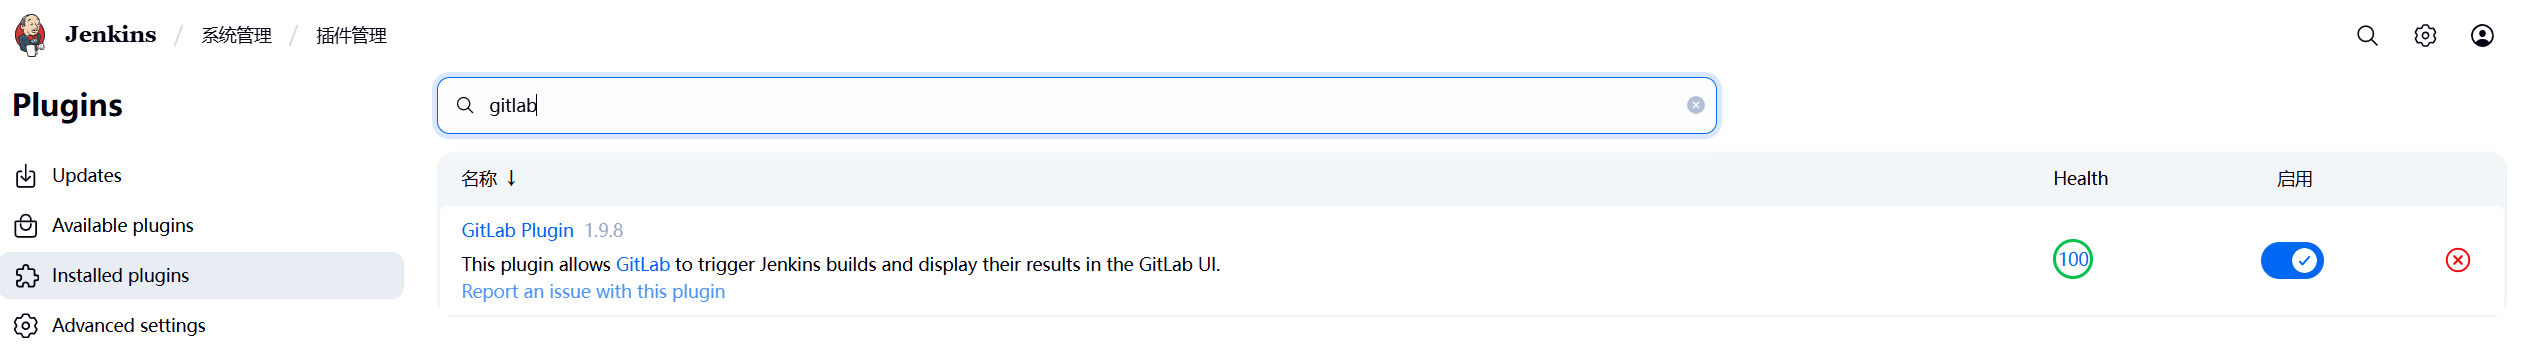 Jenkins / 系统管理 / 插件管理
Plugins
gitlab
Updates
Available plugins
Installed plugins
Advanced settings
名称 ↓ Health 启用
GitLab Plugin 1.9.8
This plugin allows GitLab to trigger Jenkins builds and display their results in the GitLab UI.
Report an issue with this plugin
100